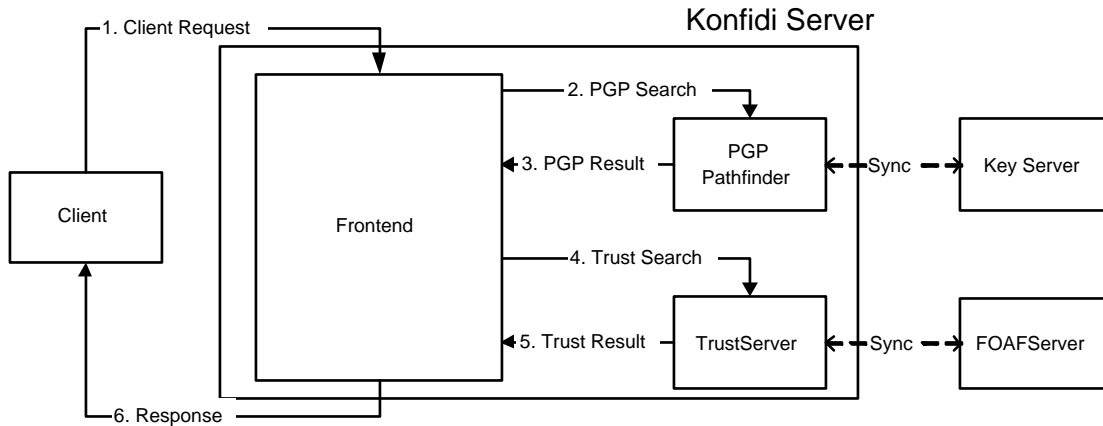 Konfidi Server
1. Client Request
2. PGP Search
3. PGP Result
PGP
Pathfinder
Sync
Key Server
Client
Frontend
4. Trust Search
5. Trust Result
TrustServer
Sync
FOAFServer
6. Response